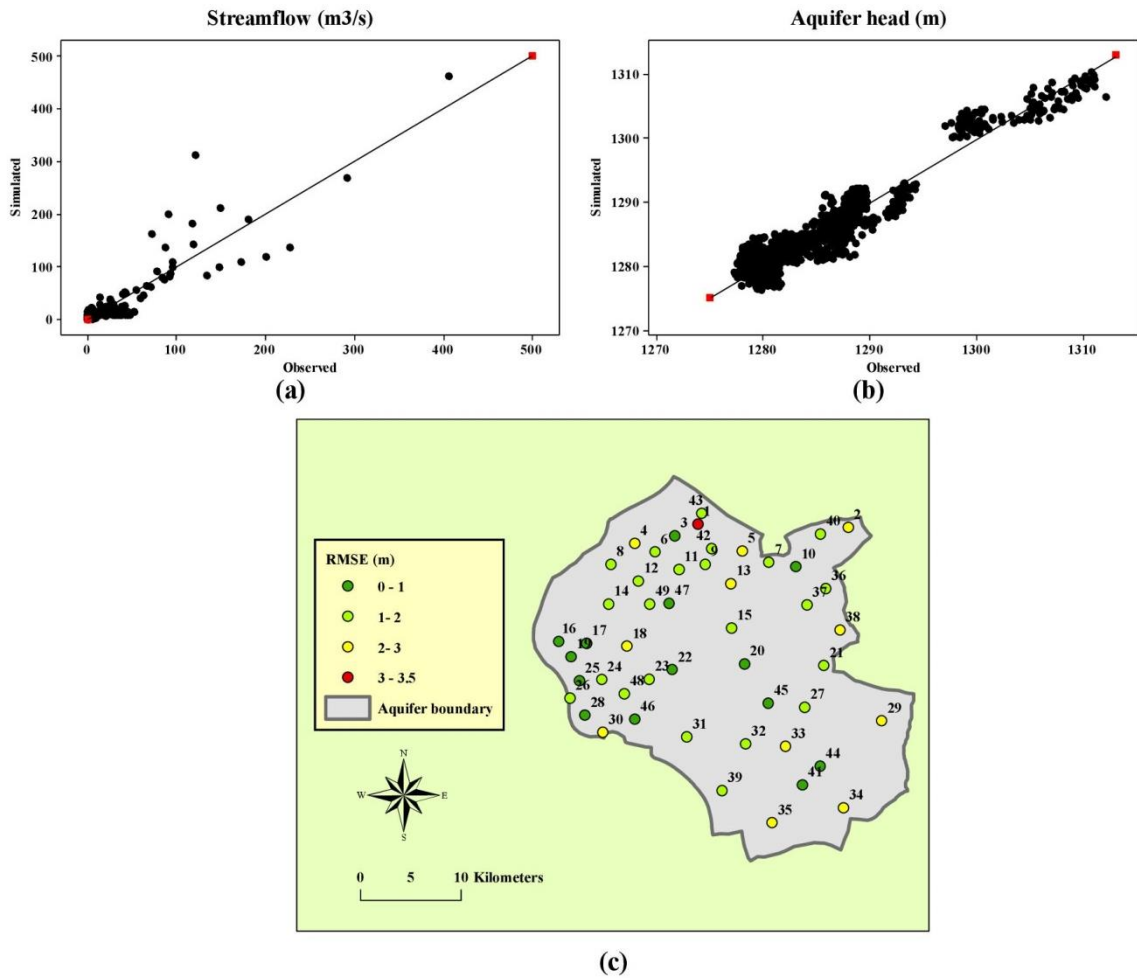 Streamflow (m3/s)
Aquifer head (m)
500
400
300
200
100
0
Simulated
0 100 200 300 400 500
Observed
(a)
1310
1300
1290
1280
1270
Simulated
1270 1280 1290 1300 1310
Observed
(b)
RMSE (m)
0 - 1
1 - 2
2 - 3
3 - 3.5
Aquifer boundary
N
W E
S
0 5 10 Kilometers
43
1
2
40
3
42
4
6
5
7
10
8
11
9
12
13
36
37
14
49
47
15
38
16
17
18
19
20
21
22
23
24
25
26
48
28
46
45
27
29
30
31
32
33
44
41
39
35
34
(c)